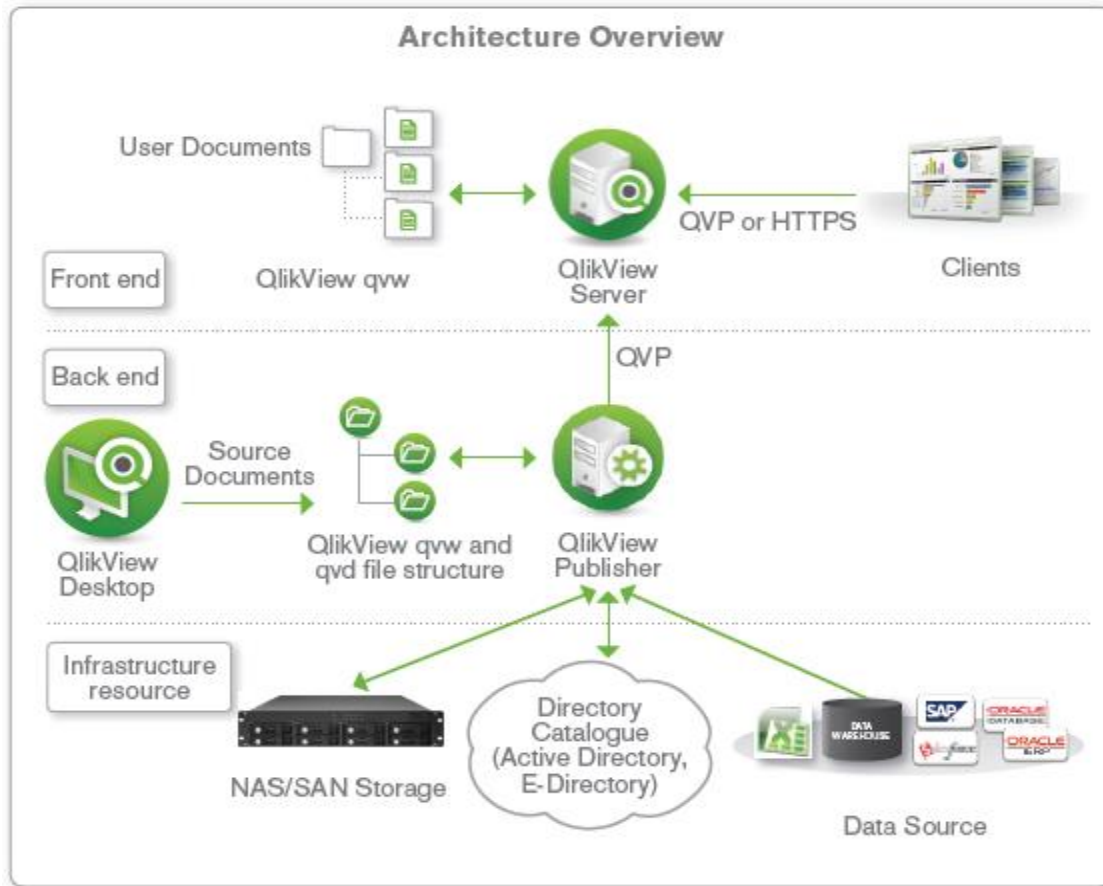 Architecture Overview
User Documents
QlikView qvw
QlikView
Server
QVP or HTTPS
Clients
Front end
QVP
Back end
Source
Documents
QlikView
Desktop
QlikView qvw and
qvd file structure
QlikView
Publisher
Infrastructure
resource
NAS/SAN Storage
Directory
Catalogue
(Active Directory,
E-Directory)
DATA
WAREHOUSE
SAP
ORACLE
DATABASE
ORACLE
ERP
Data Source